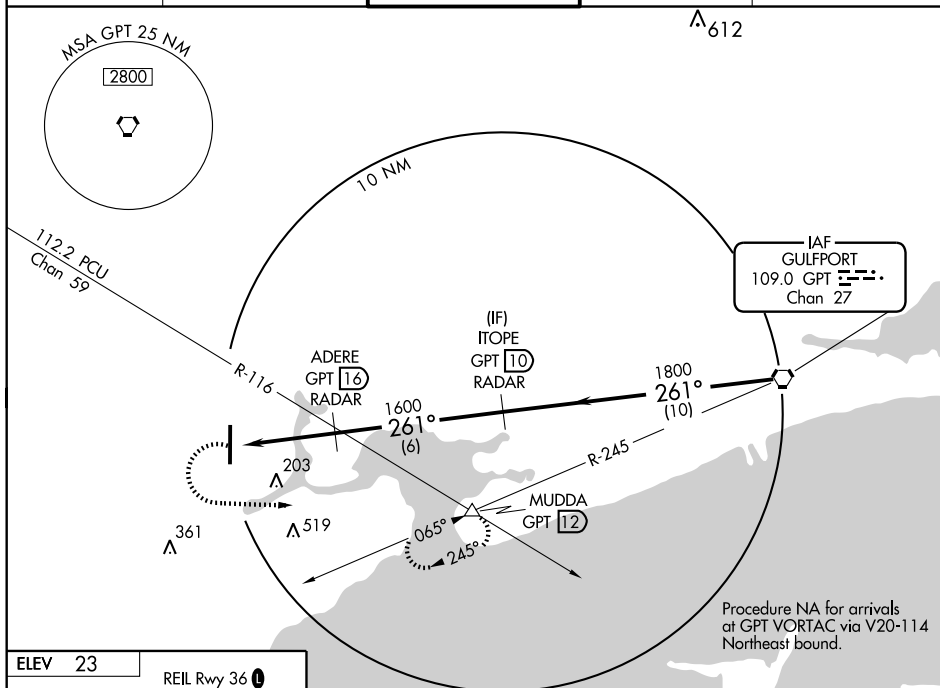 612
MSA GPT 25 NM
2800
10 NM
112.2 PCU
Chan 59
IAF
GULFPORT
109.0 GPT
Chan 27
(IF)
ITOPE
GPT 10
RADAR
ADERE
GPT 16
RADAR
R-116
1800
261°
(10)
1600
261°
(6)
R-245
203
MUDDA
GPT 12
361
519
065°
245°
Procedure NA for arrivals
at GPT VORTAC via V20-114
Northeast bound.
ELEV 23
REIL Rwy 36 L